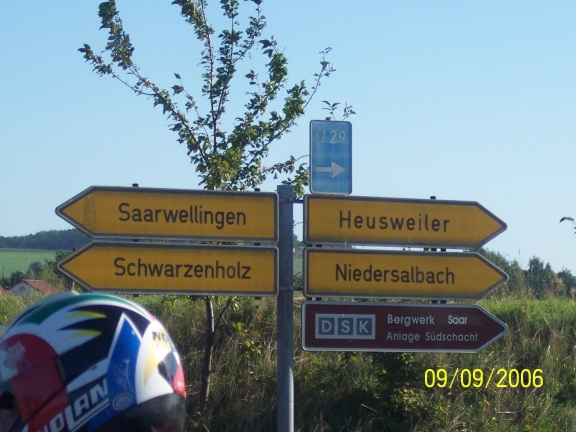 U 29
Saarwellingen
Heusweiler
Schwarzenholz
Niedersalbach
DSK Bergwerk Saar
Anlage Südschacht
NOLAN
09/09/2006